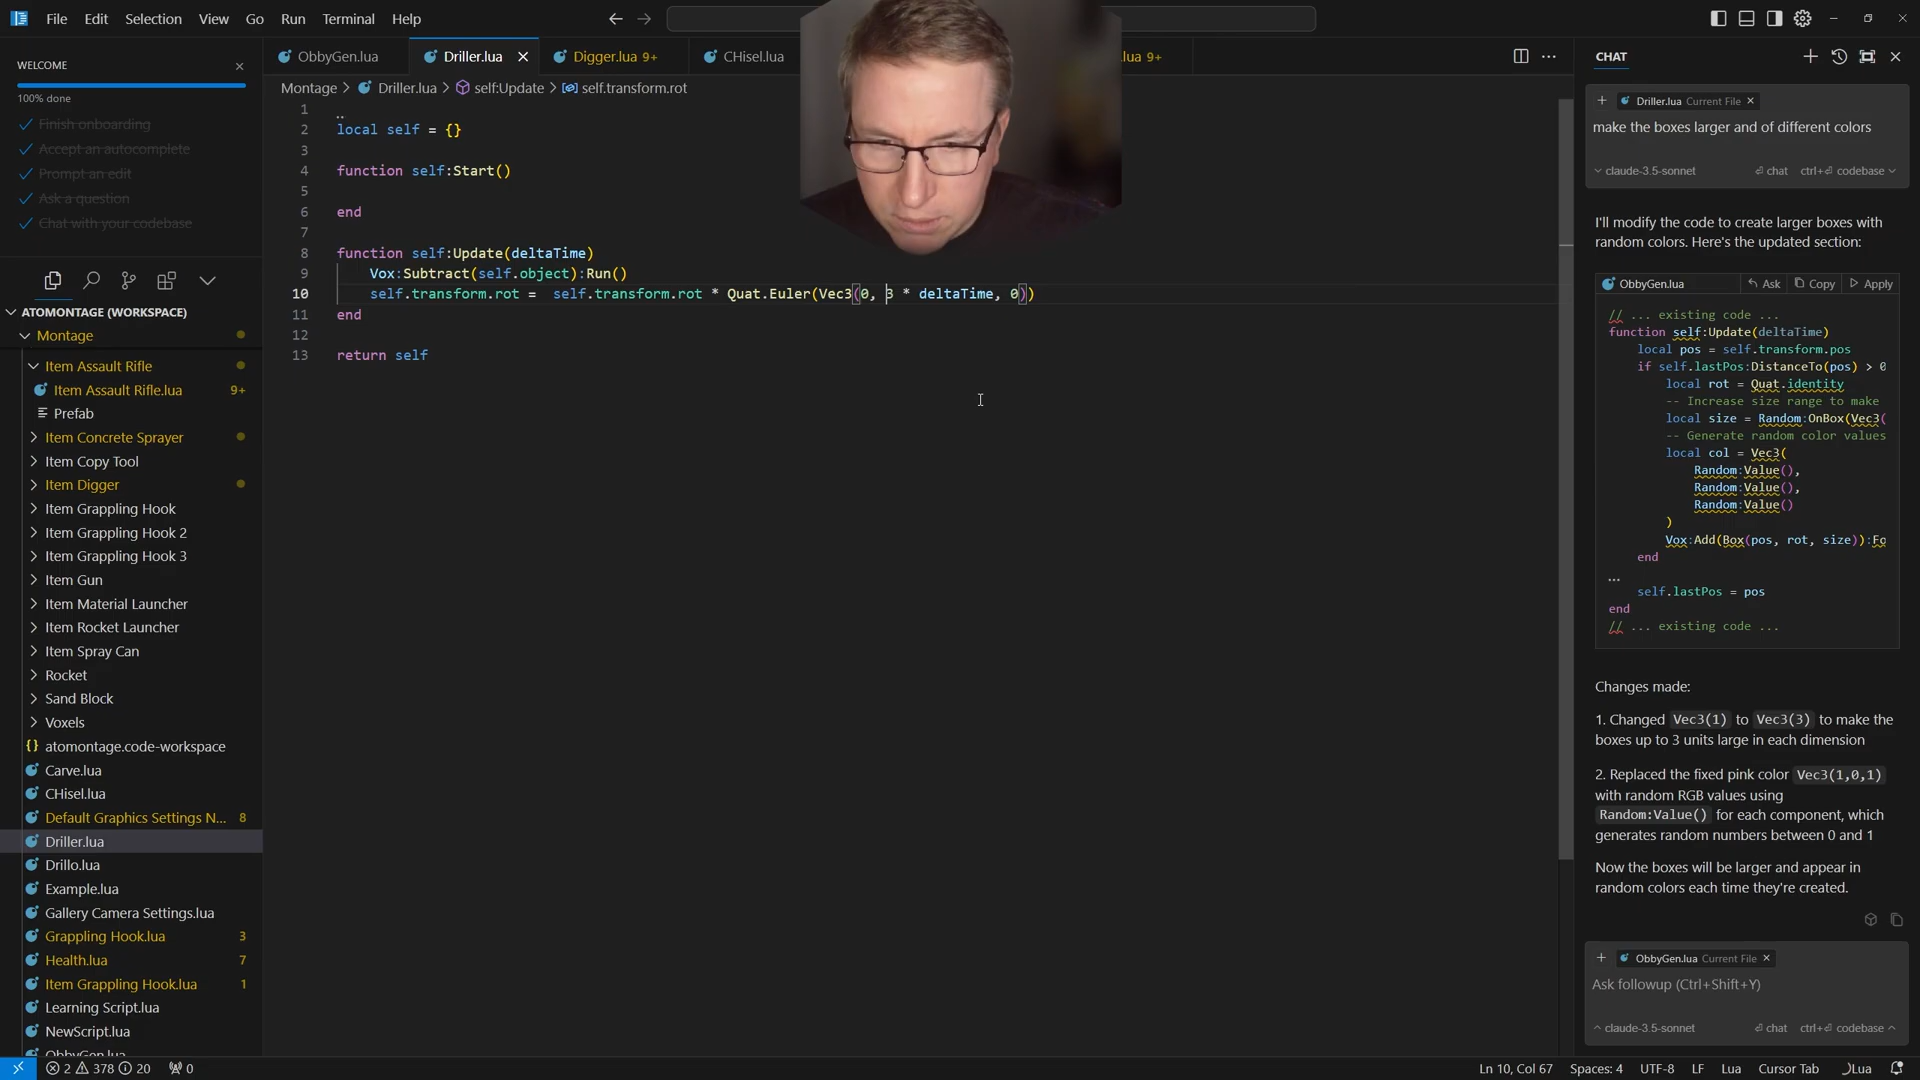 File Edit Selection View Go Run Terminal Help
WELCOME
100% done
Finish onboarding
Accept an autocomplete
Prompt an edit
Ask a question
Chat with your codebase
ATOMONTAGE (WORKSPACE)
Montage
Item Assault Rifle
Item Assault Rifle.lua 9+
Prefab
Item Concrete Sprayer
Item Copy Tool
Item Digger
Item Grappling Hook
Item Grappling Hook 2
Item Grappling Hook 3
Item Gun
Item Material Launcher
Item Rocket Launcher
Item Spray Can
Rocket
Sand Block
Voxels
{} atomontage.code-workspace
Carve.lua
CHisel.lua
Default Graphics Settings N... 8
Driller.lua
Drillo.lua
Example.lua
Gallery Camera Settings.lua
Grappling Hook.lua 3
Health.lua 7
Item Grappling Hook.lua 1
Learning Script.lua
NewScript.lua
ObbyGen.lua
ObbyGen.lua Driller.lua Digger.lua 9+ CHisel.lua .lua 9+
Montage > Driller.lua > self:Update > self.transform.rot
1
2 local self = {}
3
4 function self:Start()
5
6 end
7
8 function self:Update(deltaTime)
9 Vox:Subtract(self.object):Run()
10 self.transform.rot =  self.transform.rot * Quat.Euler(Vec3(0, 3 * deltaTime, 0))
11 end
12
13 return self
CHAT
Driller.lua Current File
make the boxes larger and of different colors
claude-3.5-sonnet chat ctrl+⏎ codebase
I'll modify the code to create larger boxes with
random colors. Here's the updated section:
ObbyGen.lua Ask Copy Apply
// ... existing code ...
function self:Update(deltaTime)
local pos = self.transform.pos
if self.lastPos:DistanceTo(pos) > 0
local rot = Quat.identity
-- Increase size range to make
local size = Random:OnBox(Vec3(
-- Generate random color values
local col = Vec3(
Random:Value(),
Random:Value(),
Random:Value()
)
Vox:Add(Box(pos, rot, size)):Fo
end
...
self.lastPos = pos
end
// ... existing code ...
Changes made:
1. Changed Vec3(1) to Vec3(3) to make the
boxes up to 3 units large in each dimension
2. Replaced the fixed pink color Vec3(1,0,1)
with random RGB values using
Random:Value() for each component, which
generates random numbers between 0 and 1
Now the boxes will be larger and appear in
random colors each time they're created.
ObbyGen.lua Current File
Ask followup (Ctrl+Shift+Y)
claude-3.5-sonnet chat ctrl+⏎ codebase
2 378 20 0
Ln 10, Col 67 Spaces: 4 UTF-8 LF Lua Cursor Tab Lua